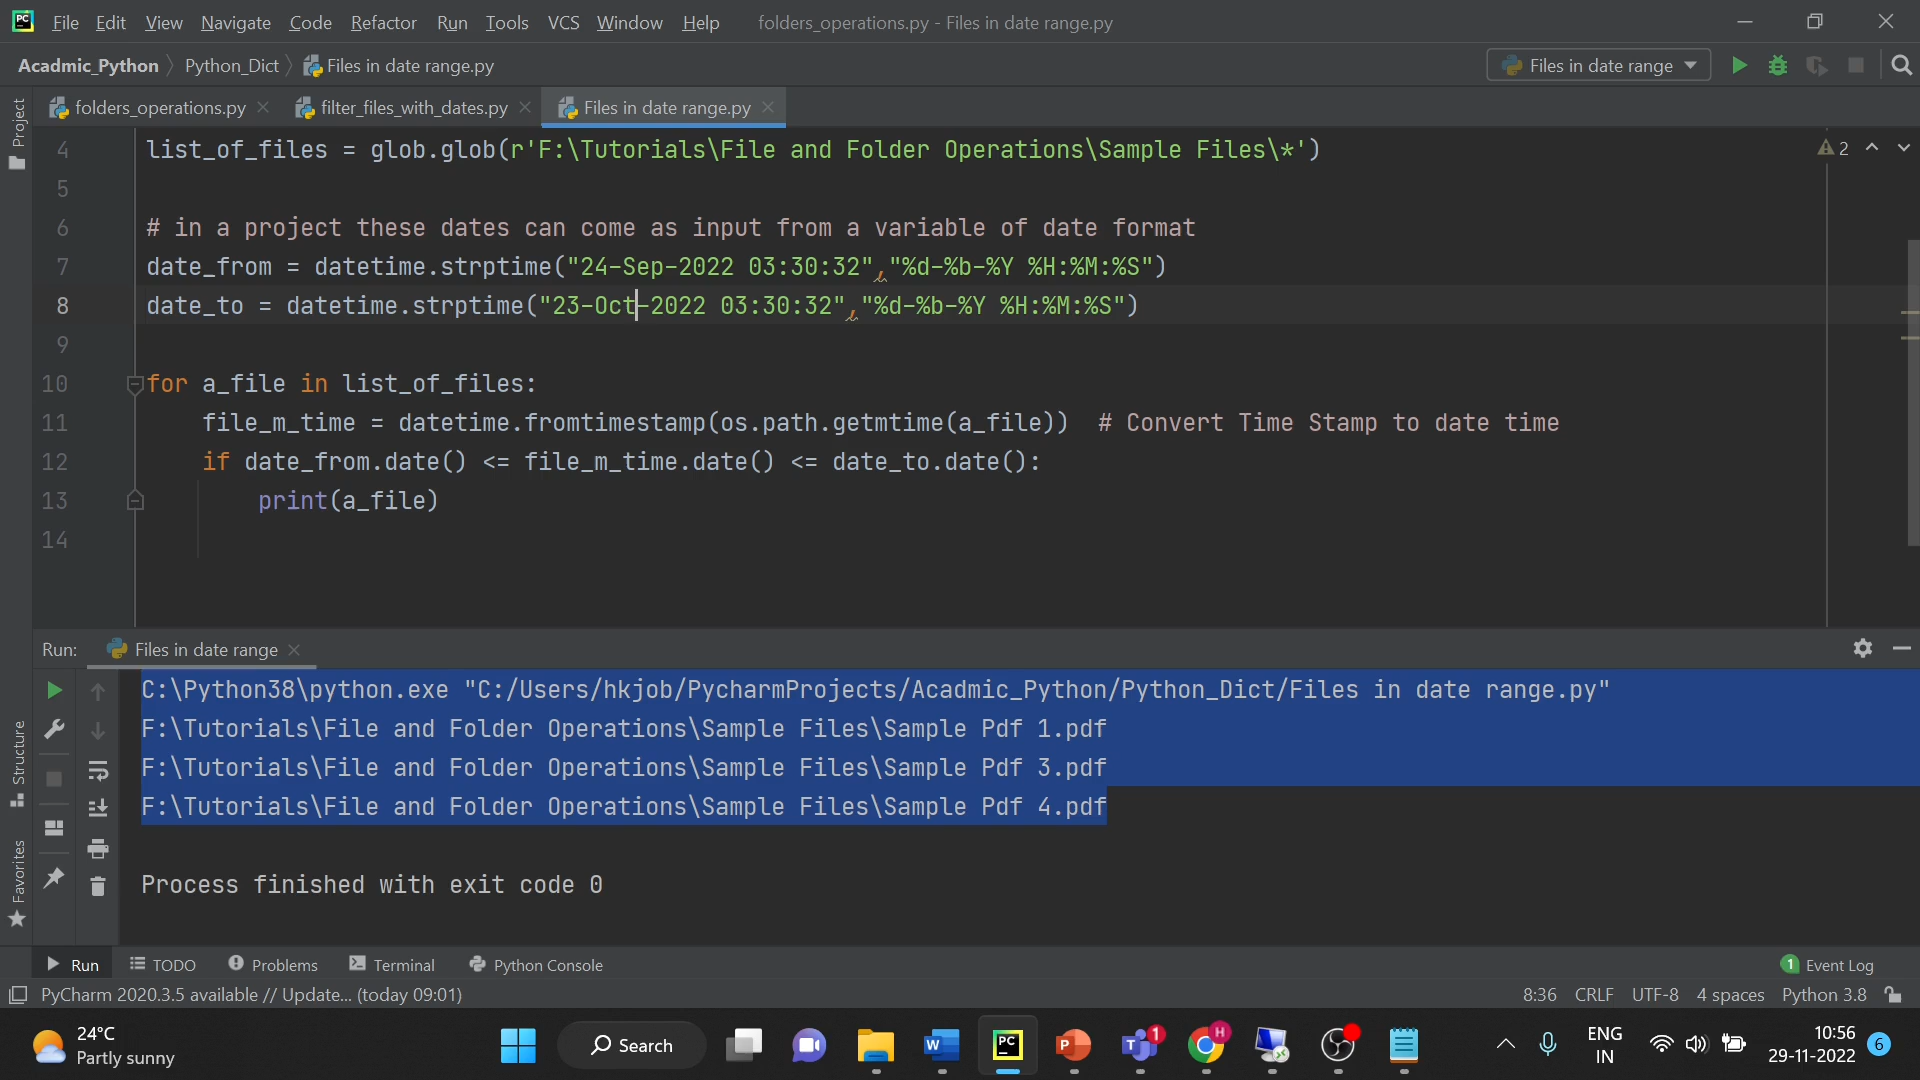 PC File Edit View Navigate Code Refactor Run Tools VCS Window Help folders_operations.py - Files in date range.py
Acadmic_Python Python_Dict Files in date range.py Files in date range
folders_operations.py filter_files_with_dates.py Files in date range.py
Project
4 list_of_files = glob.glob(r'F:\Tutorials\File and Folder Operations\Sample Files\*') 2
5
6 # in a project these dates can come as input from a variable of date format
7 date_from = datetime.strptime("24-Sep-2022 03:30:32","%d-%b-%Y %H:%M:%S")
8 date_to = datetime.strptime("23-Oct-2022 03:30:32","%d-%b-%Y %H:%M:%S")
9
10 for a_file in list_of_files:
11 file_m_time = datetime.fromtimestamp(os.path.getmtime(a_file)) # Convert Time Stamp to date time
12 if date_from.date() <= file_m_time.date() <= date_to.date():
13 print(a_file)
14
Run: Files in date range
C:\Python38\python.exe "C:/Users/hkjob/PycharmProjects/Acadmic_Python/Python_Dict/Files in date range.py"
F:\Tutorials\File and Folder Operations\Sample Files\Sample Pdf 1.pdf
F:\Tutorials\File and Folder Operations\Sample Files\Sample Pdf 3.pdf
F:\Tutorials\File and Folder Operations\Sample Files\Sample Pdf 4.pdf
Process finished with exit code 0
Structure
Favorites
Run TODO Problems Terminal Python Console 1 Event Log
PyCharm 2020.3.5 available // Update... (today 09:01) 8:36 CRLF UTF-8 4 spaces Python 3.8
24°C
Partly sunny
Search
W
PC
P
T 1
H
ENG
IN
10:56
29-11-2022
6